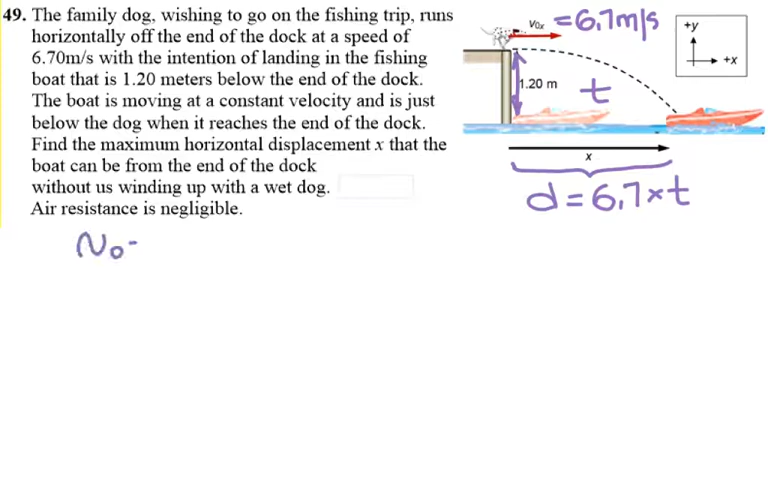 49. The family dog, wishing to go on the fishing trip, runs
horizontally off the end of the dock at a speed of
6.70m/s with the intention of landing in the fishing
boat that is 1.20 meters below the end of the dock.
The boat is moving at a constant velocity and is just
below the dog when it reaches the end of the dock.
Find the maximum horizontal displacement x that the
boat can be from the end of the dock
without us winding up with a wet dog.
Air resistance is negligible.
v0x = 6,7m/s
+y
+x
1.20 m
t
x
d = 6,7×t
No-